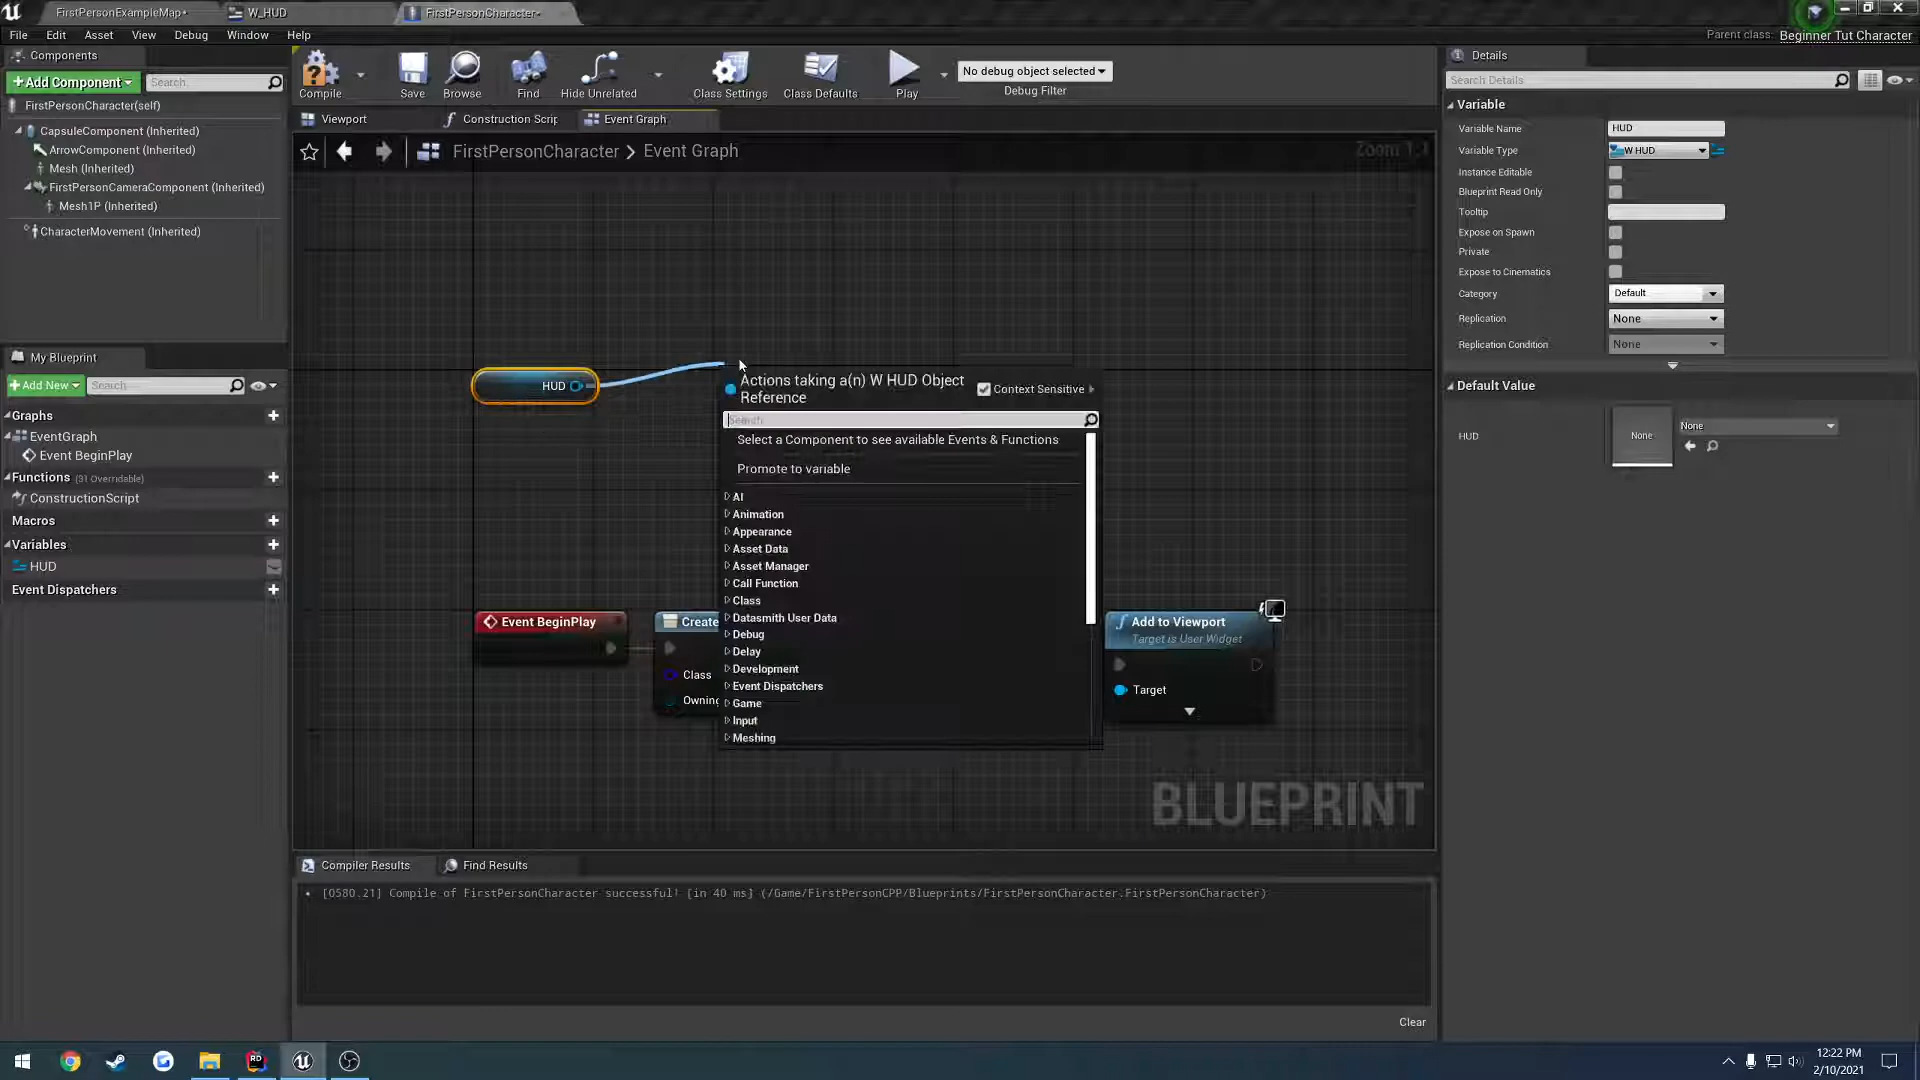 FirstPersonExampleMap*
W_HUD
FirstPersonCharacter*
File Edit Asset View Debug Window Help
Parent class: Beginner Tut Character
Components
+Add Component
Search
FirstPersonCharacter(self)
CapsuleComponent (Inherited)
ArrowComponent (Inherited)
Mesh (Inherited)
FirstPersonCameraComponent (Inherited)
Mesh1P (Inherited)
CharacterMovement (Inherited)
My Blueprint
+Add New
Search
Graphs
EventGraph
Event BeginPlay
Functions (31 Overridable)
ConstructionScript
Macros
Variables
HUD
Event Dispatchers
Compile
Save
Browse
Find
Hide Unrelated
Class Settings
Class Defaults
Play
No debug object selected
Debug Filter
Viewport
Construction Scrip
Event Graph
FirstPersonCharacter > Event Graph
Zoom 1:1
HUD
Actions taking a(n) W HUD Object
Reference
Context Sensitive
Search
Select a Component to see available Events & Functions
Promote to variable
AI
Animation
Appearance
Asset Data
Asset Manager
Call Function
Class
Datasmith User Data
Debug
Delay
Development
Event Dispatchers
Game
Input
Meshing
Event BeginPlay
Create
Class
Owning
Add to Viewport
Target is User Widget
Target
BLUEPRINT
Compiler Results
Find Results
[0580.21] Compile of FirstPersonCharacter successful! [in 40 ms] (/Game/FirstPersonCPP/Blueprints/FirstPersonCharacter.FirstPersonCharacter)
Clear
Details
Search Details
Variable
Variable Name HUD
Variable Type W HUD
Instance Editable
Blueprint Read Only
Tooltip
Expose on Spawn
Private
Expose to Cinematics
Category Default
Replication None
Replication Condition None
Default Value
HUD
None
None
RD
12:22 PM
2/10/2021